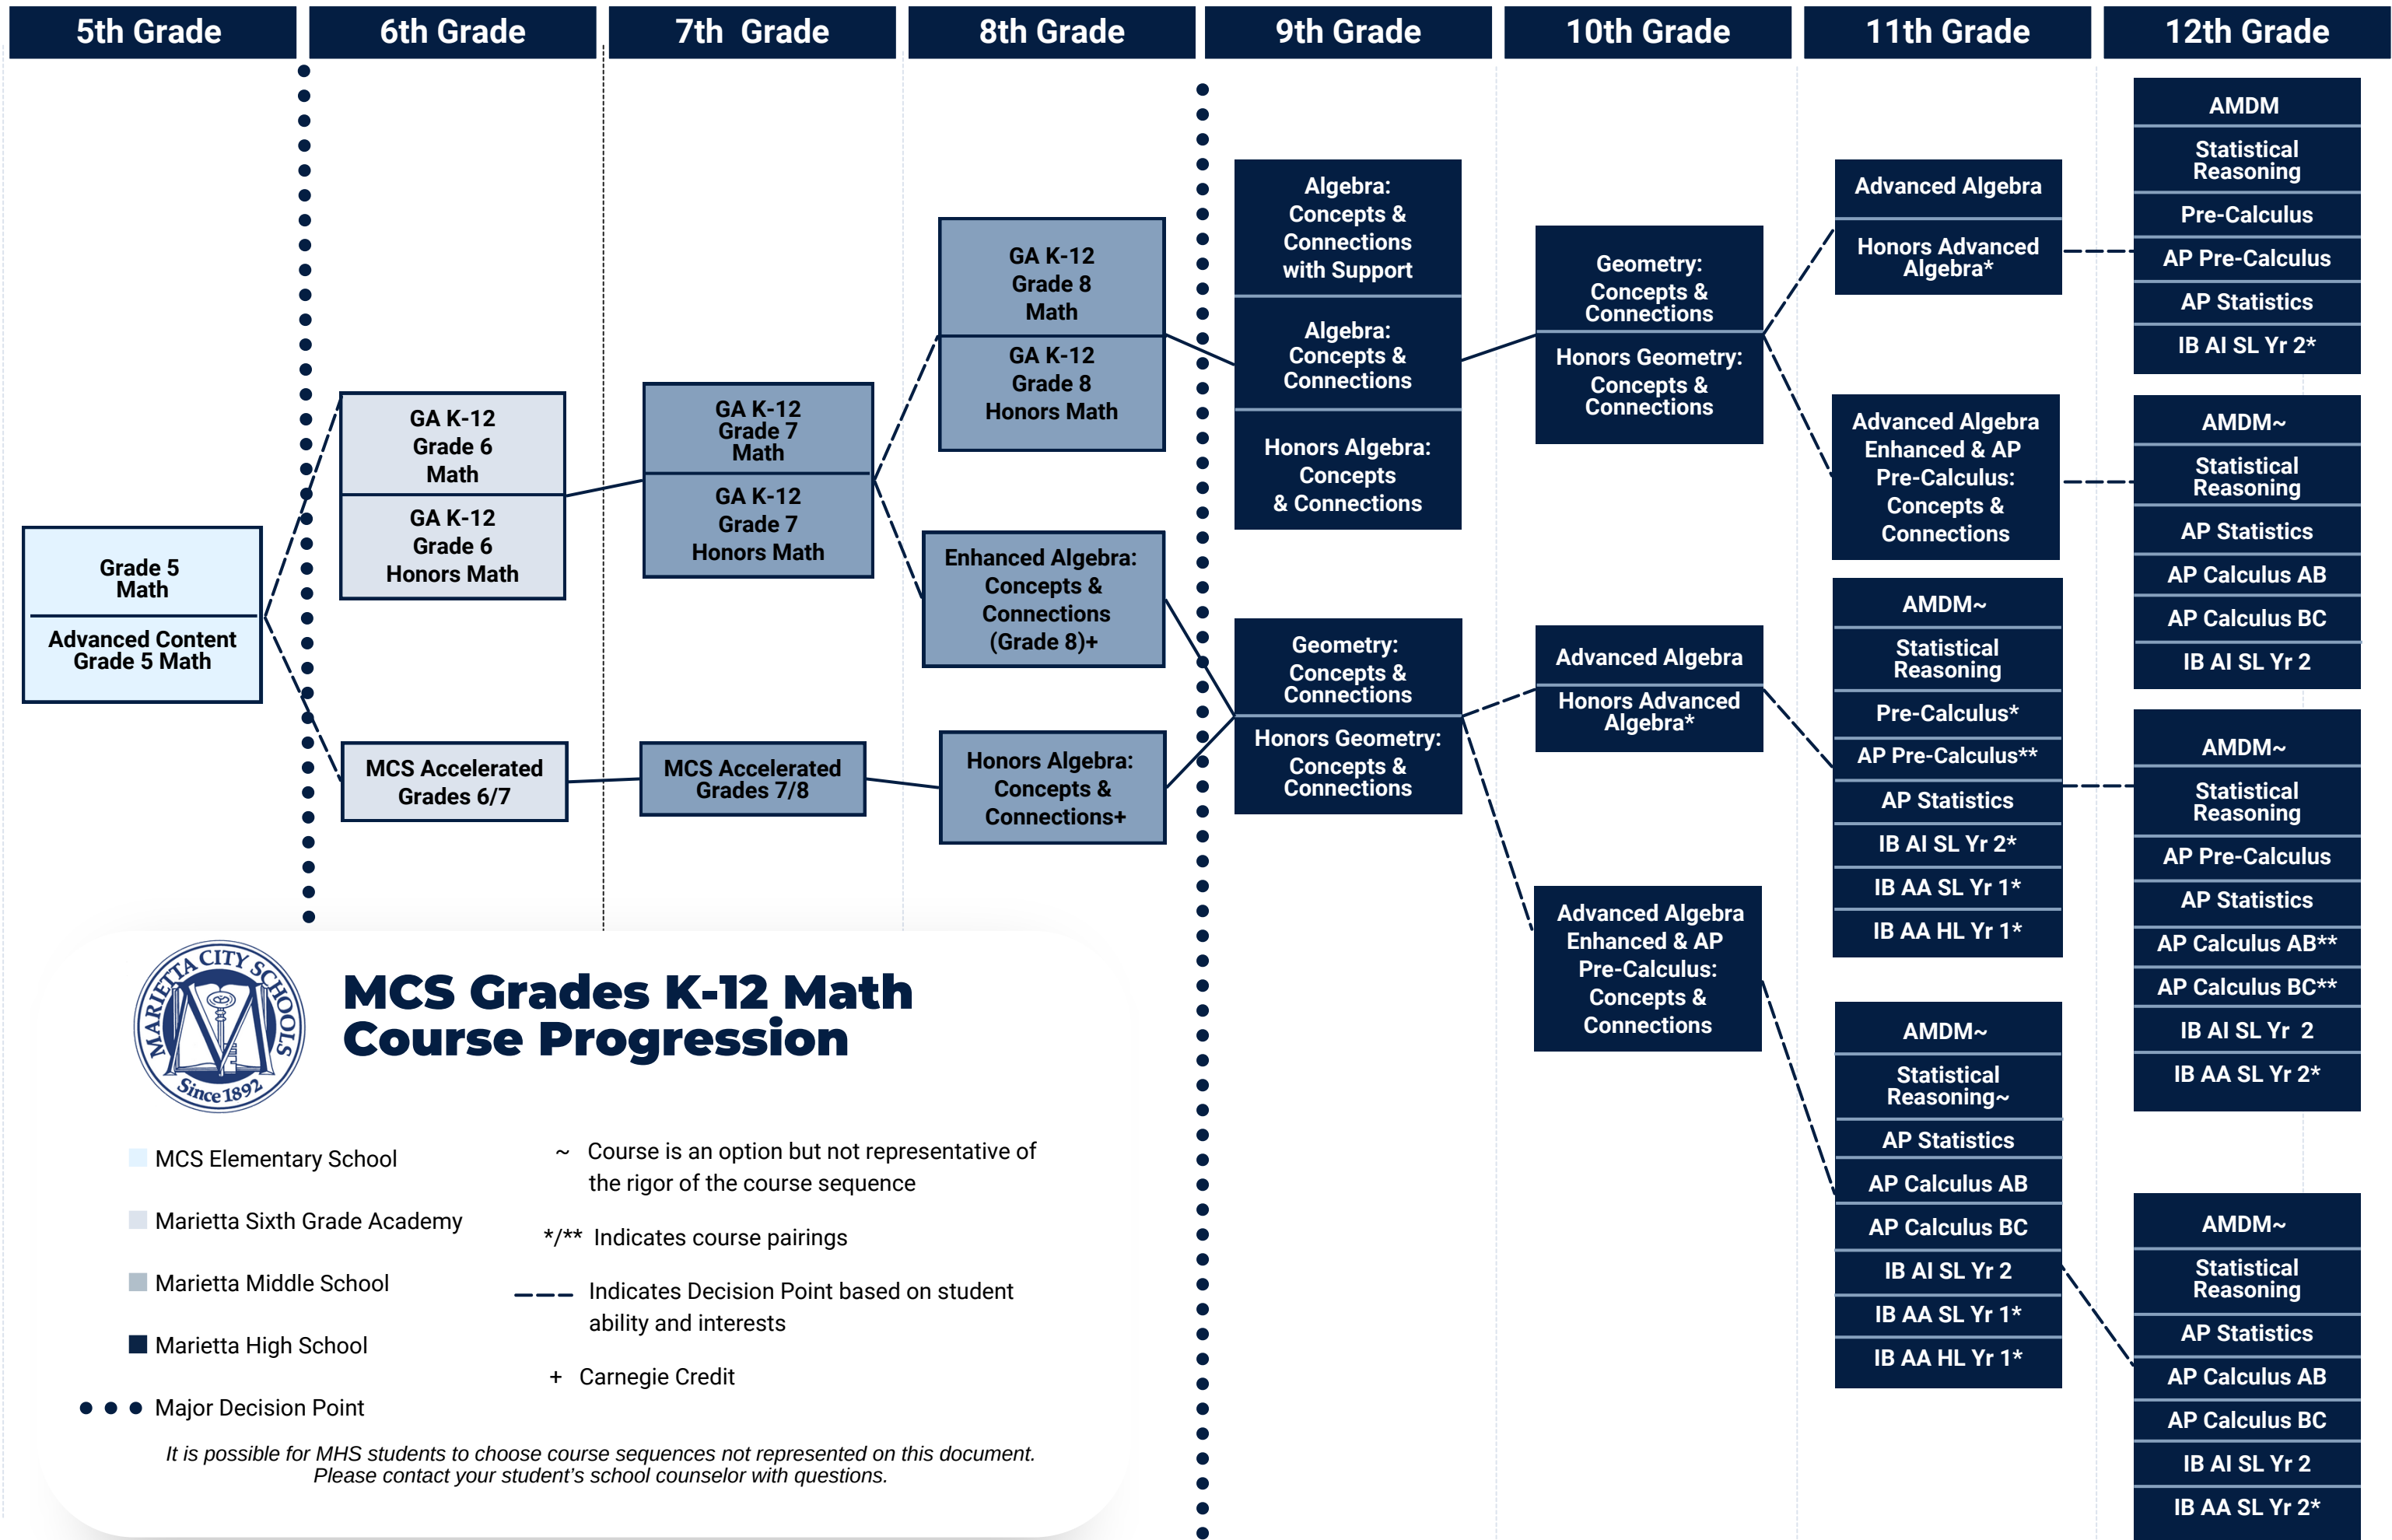 5th Grade
6th Grade
7th  Grade
8th Grade
9th Grade
10th Grade
11th Grade
12th Grade
Grade 5
Math
Advanced Content
Grade 5 Math
GA K-12
Grade 6
Math
GA K-12
Grade 6
Honors Math
MCS Accelerated
Grades 6/7
GA K-12
Grade 7
Math
GA K-12
Grade 7
Honors Math
MCS Accelerated
Grades 7/8
GA K-12
Grade 8
Math
GA K-12
Grade 8
Honors Math
Enhanced Algebra:
Concepts &
Connections
(Grade 8)+
Honors Algebra:
Concepts &
Connections+
Algebra:
Concepts &
Connections
with Support
Algebra:
Concepts &
Connections
Honors Algebra:
Concepts
& Connections
Geometry:
Concepts &
Connections
Honors Geometry:
Concepts &
Connections
Geometry:
Concepts &
Connections
Honors Geometry:
Concepts &
Connections
Advanced Algebra
Honors Advanced
Algebra*
Advanced Algebra
Enhanced & AP
Pre-Calculus:
Concepts &
Connections
Advanced Algebra
Honors Advanced
Algebra*
Advanced Algebra
Enhanced & AP
Pre-Calculus:
Concepts &
Connections
AMDM~
Statistical
Reasoning
Pre-Calculus*
AP Pre-Calculus**
AP Statistics
IB AI SL Yr 2*
IB AA SL Yr 1*
IB AA HL Yr 1*
AMDM~
Statistical
Reasoning~
AP Statistics
AP Calculus AB
AP Calculus BC
IB AI SL Yr 2
IB AA SL Yr 1*
IB AA HL Yr 1*
AMDM
Statistical
Reasoning
Pre-Calculus
AP Pre-Calculus
AP Statistics
IB AI SL Yr 2*
AMDM~
Statistical
Reasoning
AP Statistics
AP Calculus AB
AP Calculus BC
IB AI SL Yr 2
AMDM~
Statistical
Reasoning
AP Pre-Calculus
AP Statistics
AP Calculus AB**
AP Calculus BC**
IB AI SL Yr  2
IB AA SL Yr 2*
AMDM~
Statistical
Reasoning
AP Statistics
AP Calculus AB
AP Calculus BC
IB AI SL Yr 2
IB AA SL Yr 2*
MARIETTA CITY SCHOOLS
Since 1892
MCS Grades K-12 Math
Course Progression
MCS Elementary School
Marietta Sixth Grade Academy
Marietta Middle School
Marietta High School
Major Decision Point
~ Course is an option but not representative of
the rigor of the course sequence
*/** Indicates course pairings
Indicates Decision Point based on student
ability and interests
+ Carnegie Credit
It is possible for MHS students to choose course sequences not represented on this document.
Please contact your student's school counselor with questions.